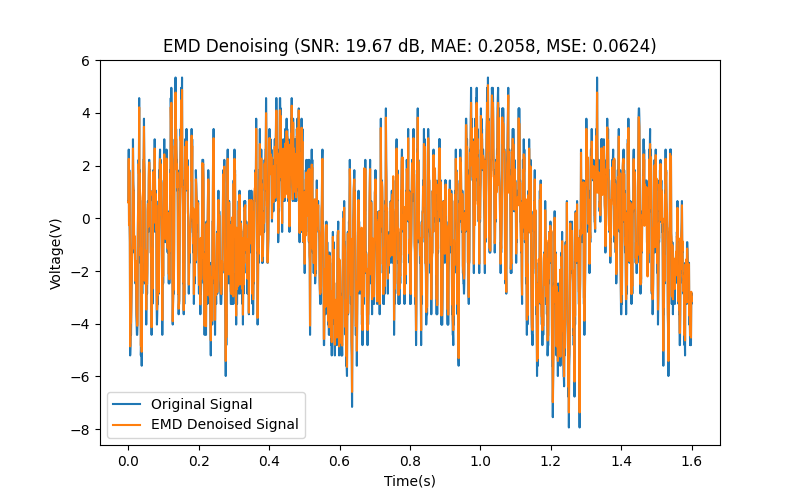 EMD Denoising (SNR: 19.67 dB, MAE: 0.2058, MSE: 0.0624)
6
4
2
0
−2
−4
−6
−8
Voltage(V)
Original Signal
EMD Denoised Signal
0.0 0.2 0.4 0.6 0.8 1.0 1.2 1.4 1.6
Time(s)